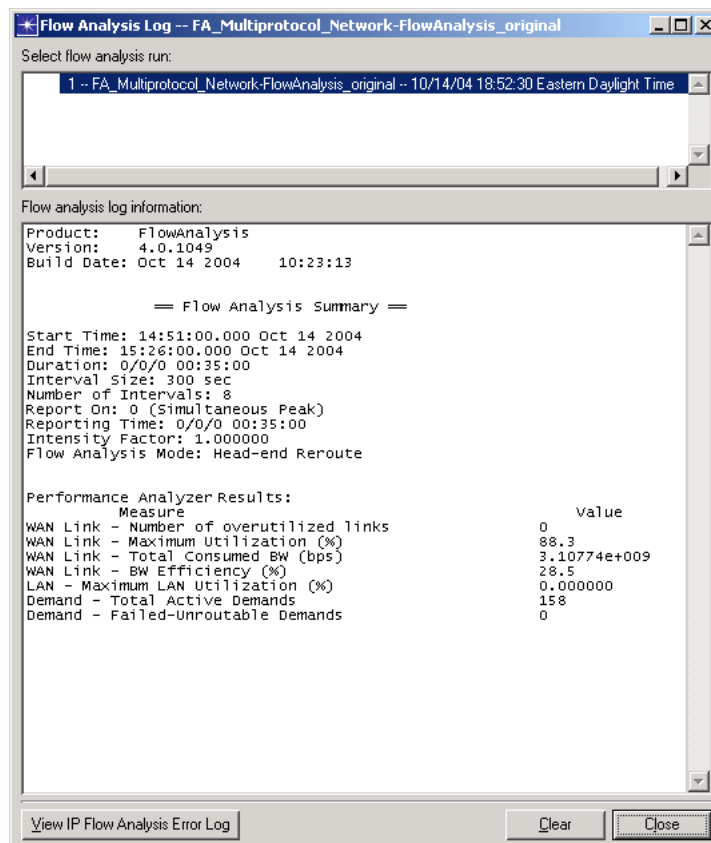 Flow Analysis Log -- FA_Multiprotocol_Network-FlowAnalysis_original
Select flow analysis run:
1 -- FA_Multiprotocol_Network-FlowAnalysis_original -- 10/14/04 18:52:30 Eastern Daylight Time
Flow analysis log information:
Product: FlowAnalysis
Version: 4.0.1049
Build Date: Oct 14 2004 10:23:13
== Flow Analysis Summary ==
Start Time: 14:51:00.000 Oct 14 2004
End Time: 15:26:00.000 Oct 14 2004
Duration: 0/0/0 00:35:00
Interval Size: 300 sec
Number of Intervals: 8
Report On: 0 (Simultaneous Peak)
Reporting Time: 0/0/0 00:35:00
Intensity Factor: 1.000000
Flow Analysis Mode: Head-end Reroute
Performance Analyzer Results:
Measure Value
WAN Link - Number of overutilized links 0
WAN Link - Maximum Utilization (%) 88.3
WAN Link - Total Consumed BW (bps) 3.10774e+009
WAN Link - BW Efficiency (%) 28.5
LAN - Maximum LAN Utilization (%) 0.000000
Demand - Total Active Demands 158
Demand - Failed-Unroutable Demands 0
View IP Flow Analysis Error Log Clear Close